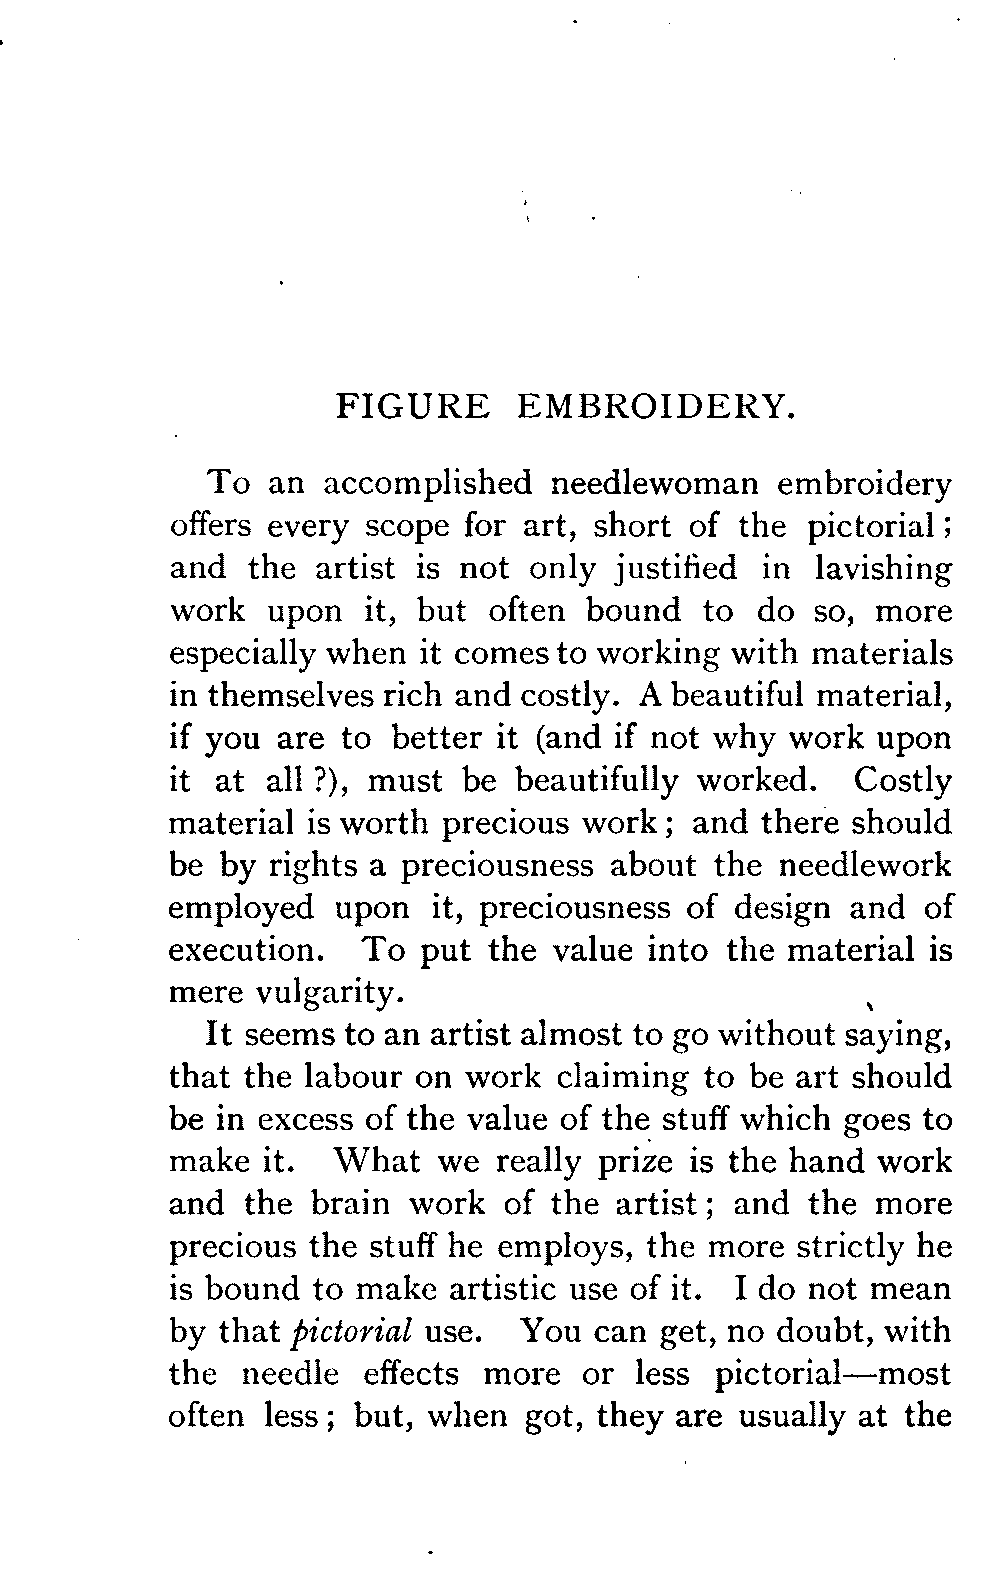 FIGURE EMBROIDERY.
To an accomplished needlewoman embroidery
offers every scope for art, short of the pictorial ;
and the artist is not only justified in lavishing
work upon it, but often bound to do so, more
especially when it comes to working with materials
in themselves rich and costly. A beautiful material,
if you are to better it (and if not why work upon
it at all ?), must be beautifully worked. Costly
material is worth precious work ; and there should
be by rights a preciousness about the needlework
employed upon it, preciousness of design and of
execution. To put the value into the material is
mere vulgarity.
It seems to an artist almost to go without saying,
that the labour on work claiming to be art should
be in excess of the value of the stuff which goes to
make it. What we really prize is the hand work
and the brain work of the artist ; and the more
precious the stuff he employs, the more strictly he
is bound to make artistic use of it. I do not mean
by that pictorial use. You can get, no doubt, with
the needle effects more or less pictorial—most
often less ; but, when got, they are usually at the